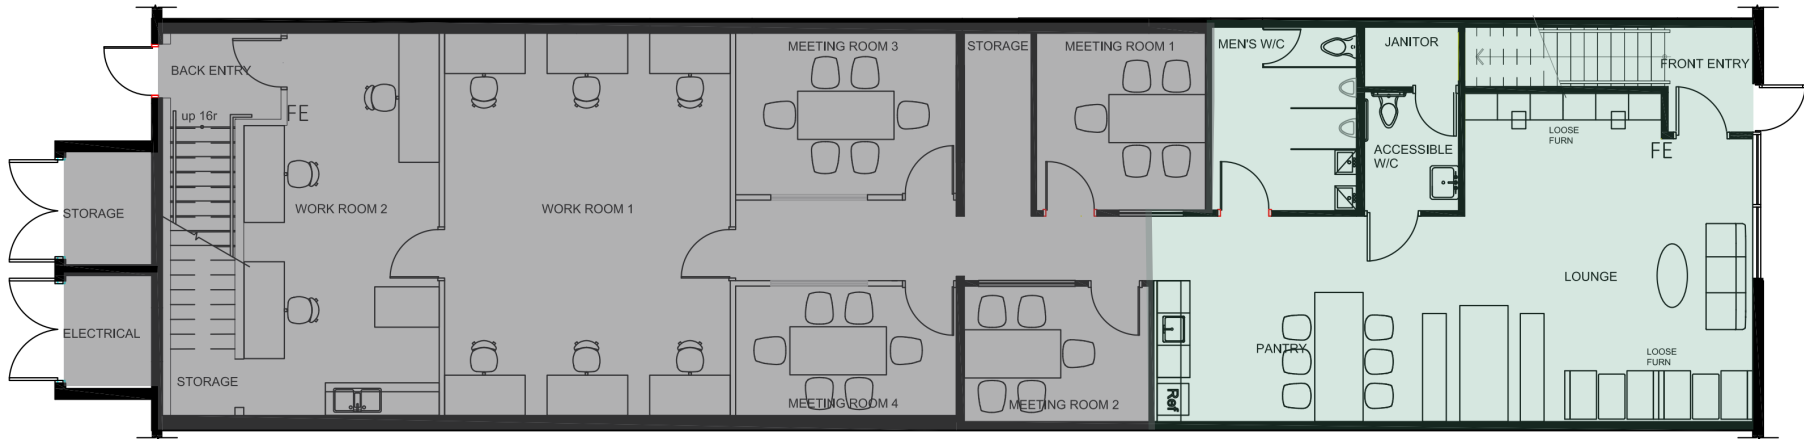 MEETING ROOM 3
STORAGE
MEETING ROOM 1
MEN'S W/C
JANITOR
FRONT ENTRY
BACK ENTRY
up 16r
FE
LOOSE
FURN
FE
ACCESSIBLE
W/C
STORAGE
WORK ROOM 2
WORK ROOM 1
LOUNGE
ELECTRICAL
PANTRY
LOOSE
FURN
STORAGE
MEETING ROOM 4
MEETING ROOM 2
Ref